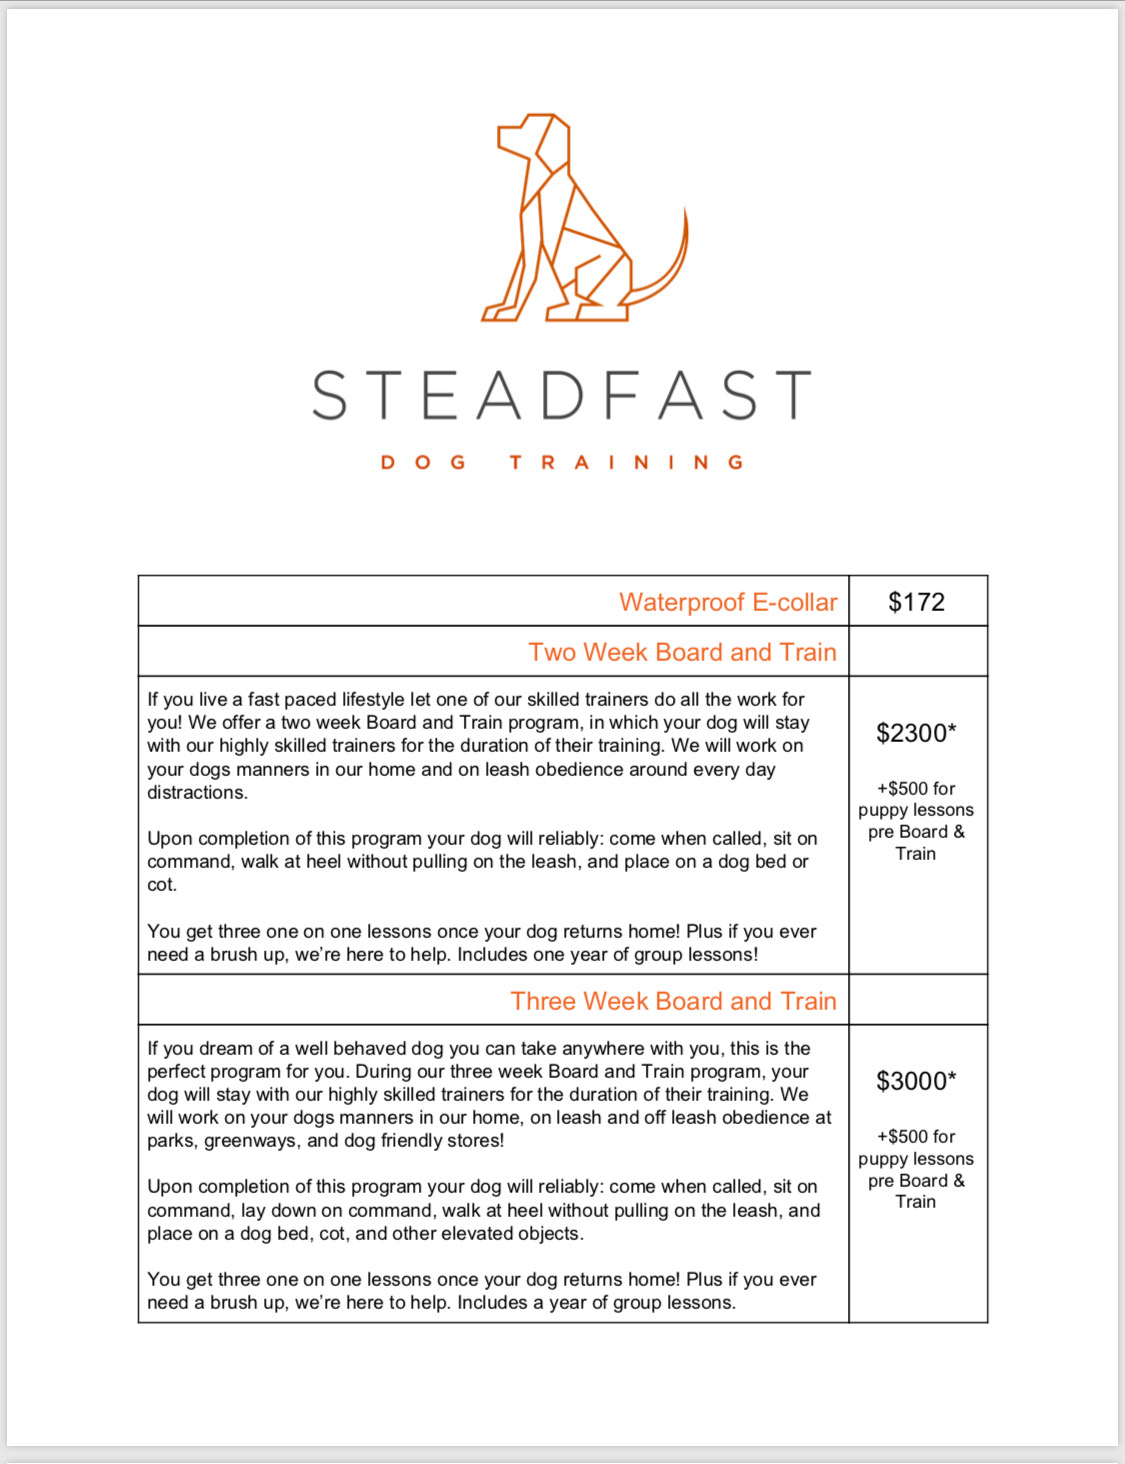 STEADFAST
DOG TRAINING
Waterproof E-collar $172
Two Week Board and Train
If you live a fast paced lifestyle let one of our skilled trainers do all the work for
you! We offer a two week Board and Train program, in which your dog will stay
with our highly skilled trainers for the duration of their training. We will work on
your dogs manners in our home and on leash obedience around every day
distractions.
Upon completion of this program your dog will reliably: come when called, sit on
command, walk at heel without pulling on the leash, and place on a dog bed or
cot.
You get three one on one lessons once your dog returns home! Plus if you ever
need a brush up, we’re here to help. Includes one year of group lessons!
$2300*
+$500 for
puppy lessons
pre Board &
Train
Three Week Board and Train
If you dream of a well behaved dog you can take anywhere with you, this is the
perfect program for you. During our three week Board and Train program, your
dog will stay with our highly skilled trainers for the duration of their training. We
will work on your dogs manners in our home, on leash and off leash obedience at
parks, greenways, and dog friendly stores!
Upon completion of this program your dog will reliably: come when called, sit on
command, lay down on command, walk at heel without pulling on the leash, and
place on a dog bed, cot, and other elevated objects.
You get three one on one lessons once your dog returns home! Plus if you ever
need a brush up, we’re here to help. Includes a year of group lessons.
$3000*
+$500 for
puppy lessons
pre Board &
Train